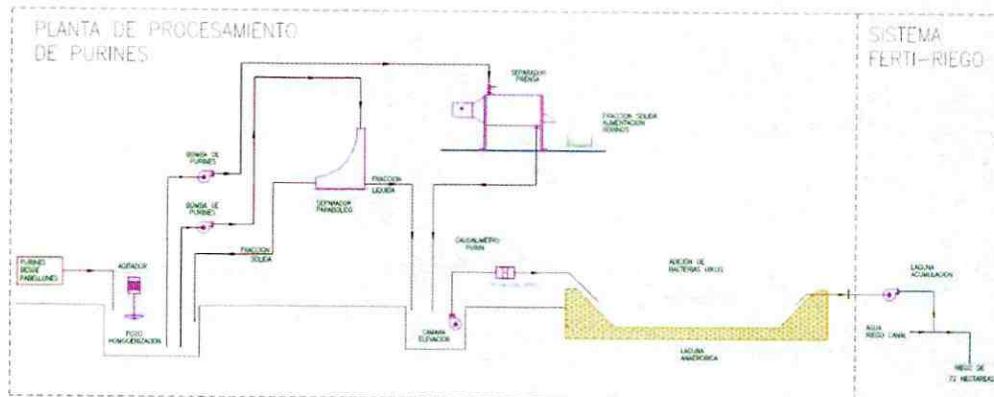 PLANTA DE PROCESAMIENTO
DE PURINES
SISTEMA
FERTI-RIEGO
SEPARADOR
PRENSA
FRACCION SOLIDA
ALIMENTACION
BOMBA DE
PURINES
BOMBA DE
PURINES
FRACCION
LIQUIDA
SEPARADOR
PARABOLICO
FRACCION
SOLIDA
PURINES
DESDE
PABELLONES
AGITADOR
POZO
HOMOGENIZACION
CAUDALIMETRO
PURIN
CAMARA
ELEVACION
ADICION DE
BACTERIAS
LAGUNA
ANAEROBICA
LAGUNA
ACUMULACION
AGUA
RIEGO CANAL
RIEGO DE
72 HECTAREAS